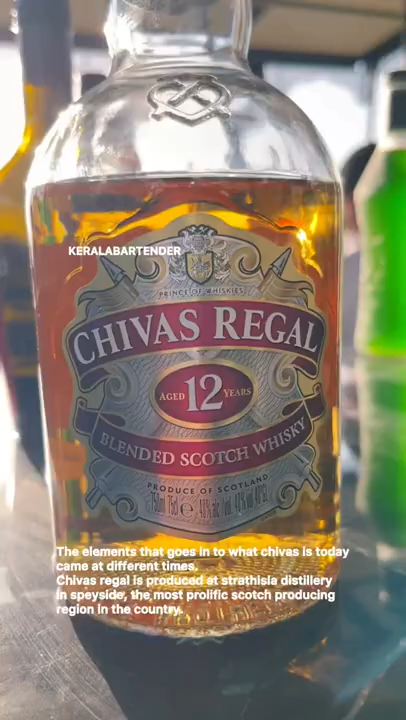 KERALABARTENDER
PRINCE OF WHISKIES
CHIVAS REGAL
AGED 12 YEARS
BLENDED SCOTCH WHISKY
PRODUCE OF SCOTLAND
The elements that goes in to what chivas is today
came at different times.
Chivas regal is produced at strathisla distillery
in speyside, the most prolific scotch producing
region in the country.